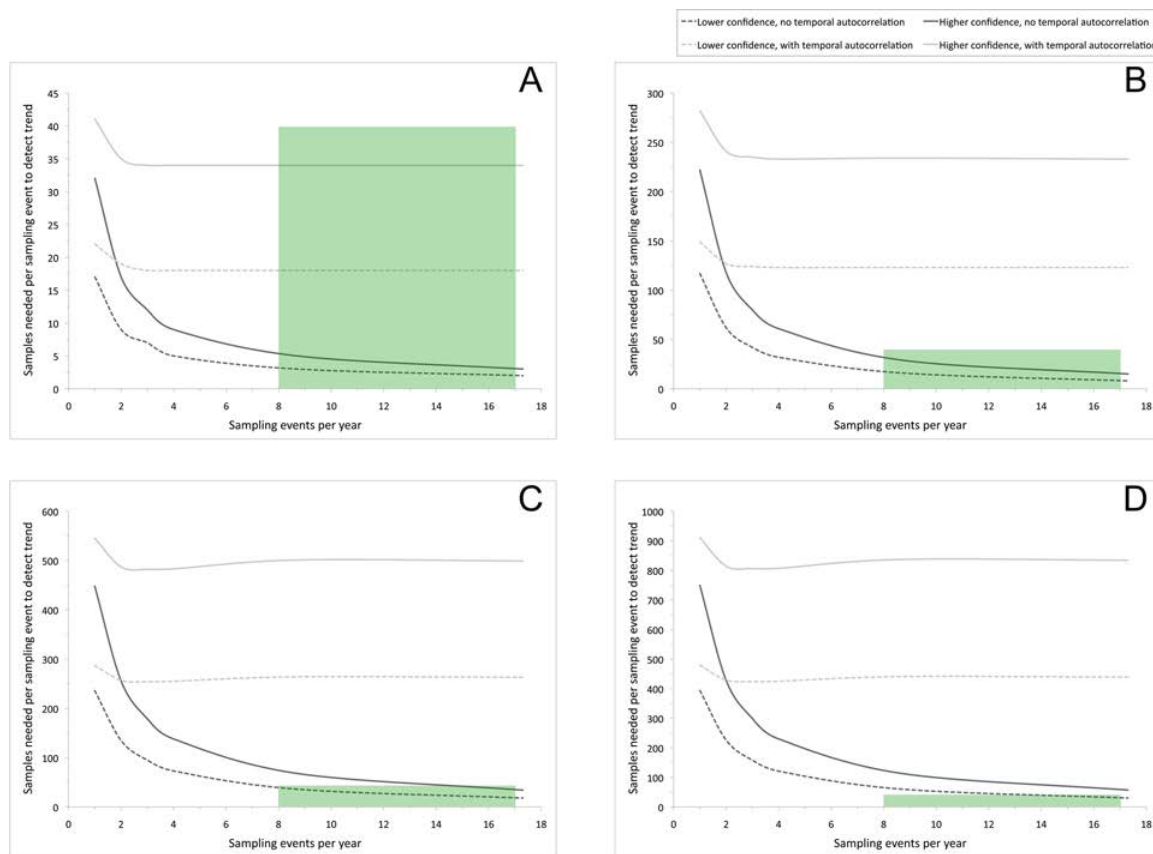 Lower confidence, no temporal autocorrelation Higher confidence, no temporal autocorrelation
Lower confidence, with temporal autocorrelation Higher confidence, with temporal autocorrelation
A
Samples needed per sampling event to detect trend
45
40
35
30
25
20
15
10
5
0
0 2 4 6 8 10 12 14 16 18
Sampling events per year
B
Samples needed per sampling event to detect trend
300
250
200
150
100
50
0
0 2 4 6 8 10 12 14 16 18
Sampling events per year
C
Samples needed per sampling event to detect trend
600
500
400
300
200
100
0
0 2 4 6 8 10 12 14 16 18
Sampling events per year
D
Samples needed per sampling event to detect trend
1000
900
800
700
600
500
400
300
200
100
0
0 2 4 6 8 10 12 14 16 18
Sampling events per year